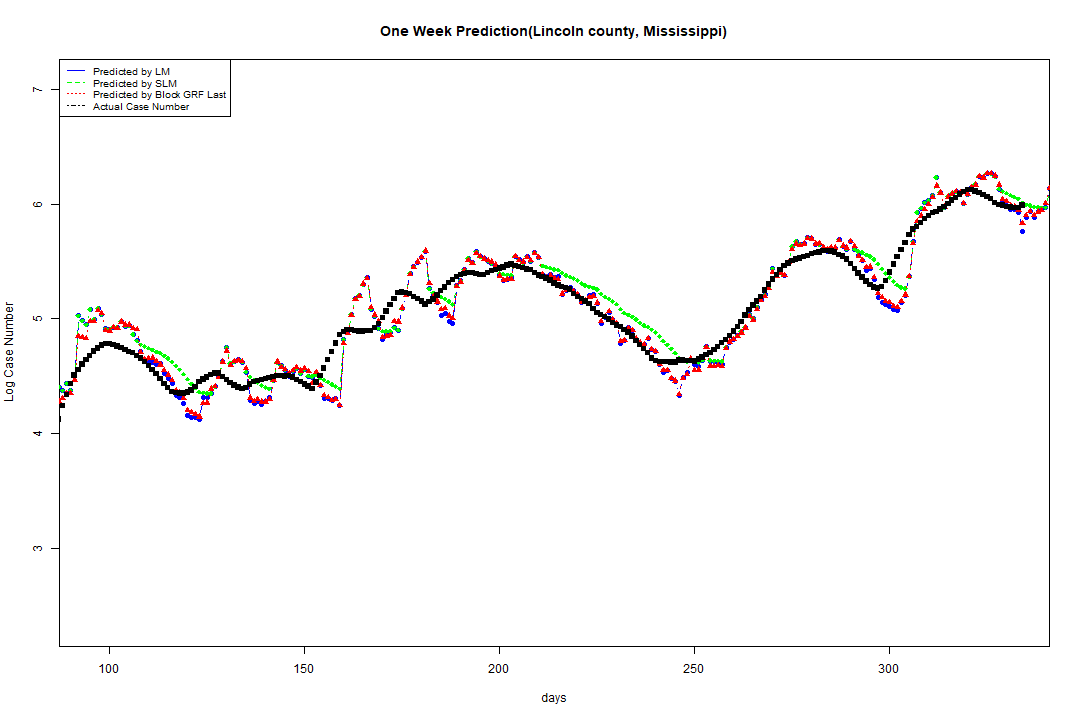 One Week Prediction(Lincoln county, Mississippi)
Predicted by LM
Predicted by SLM
Predicted by Block GRF Last
Actual Case Number
7
6
5
4
3
Log Case Number
100 150 200 250 300
days